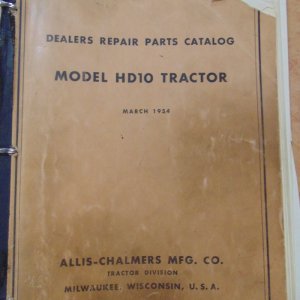 DEALERS REPAIR PARTS CATALOG
MODEL HD10 TRACTOR
MARCH 1954
ALLIS-CHALMERS MFG. CO.
TRACTOR DIVISION
MILWAUKEE, WISCONSIN, U. S. A.